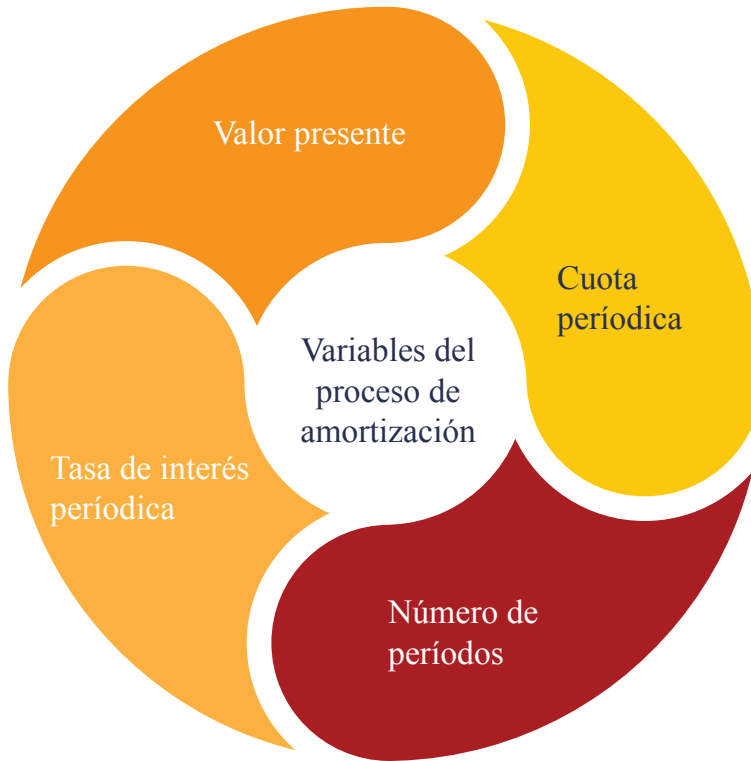 Valor presente
Cuota
períodica
Variables del
proceso de
amortización
Tasa de interés
períodica
Número de
períodos